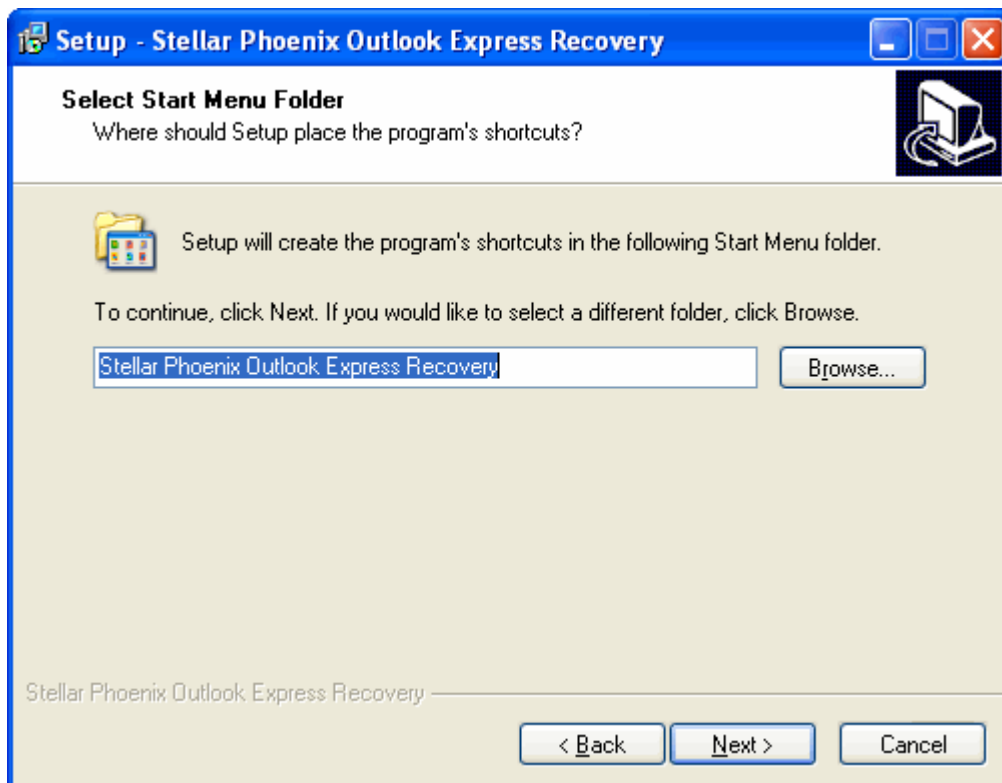 Setup - Stellar Phoenix Outlook Express Recovery
Select Start Menu Folder
Where should Setup place the program's shortcuts?
Setup will create the program's shortcuts in the following Start Menu folder.
To continue, click Next. If you would like to select a different folder, click Browse.
Stellar Phoenix Outlook Express Recovery
Browse...
Stellar Phoenix Outlook Express Recovery
< Back
Next >
Cancel